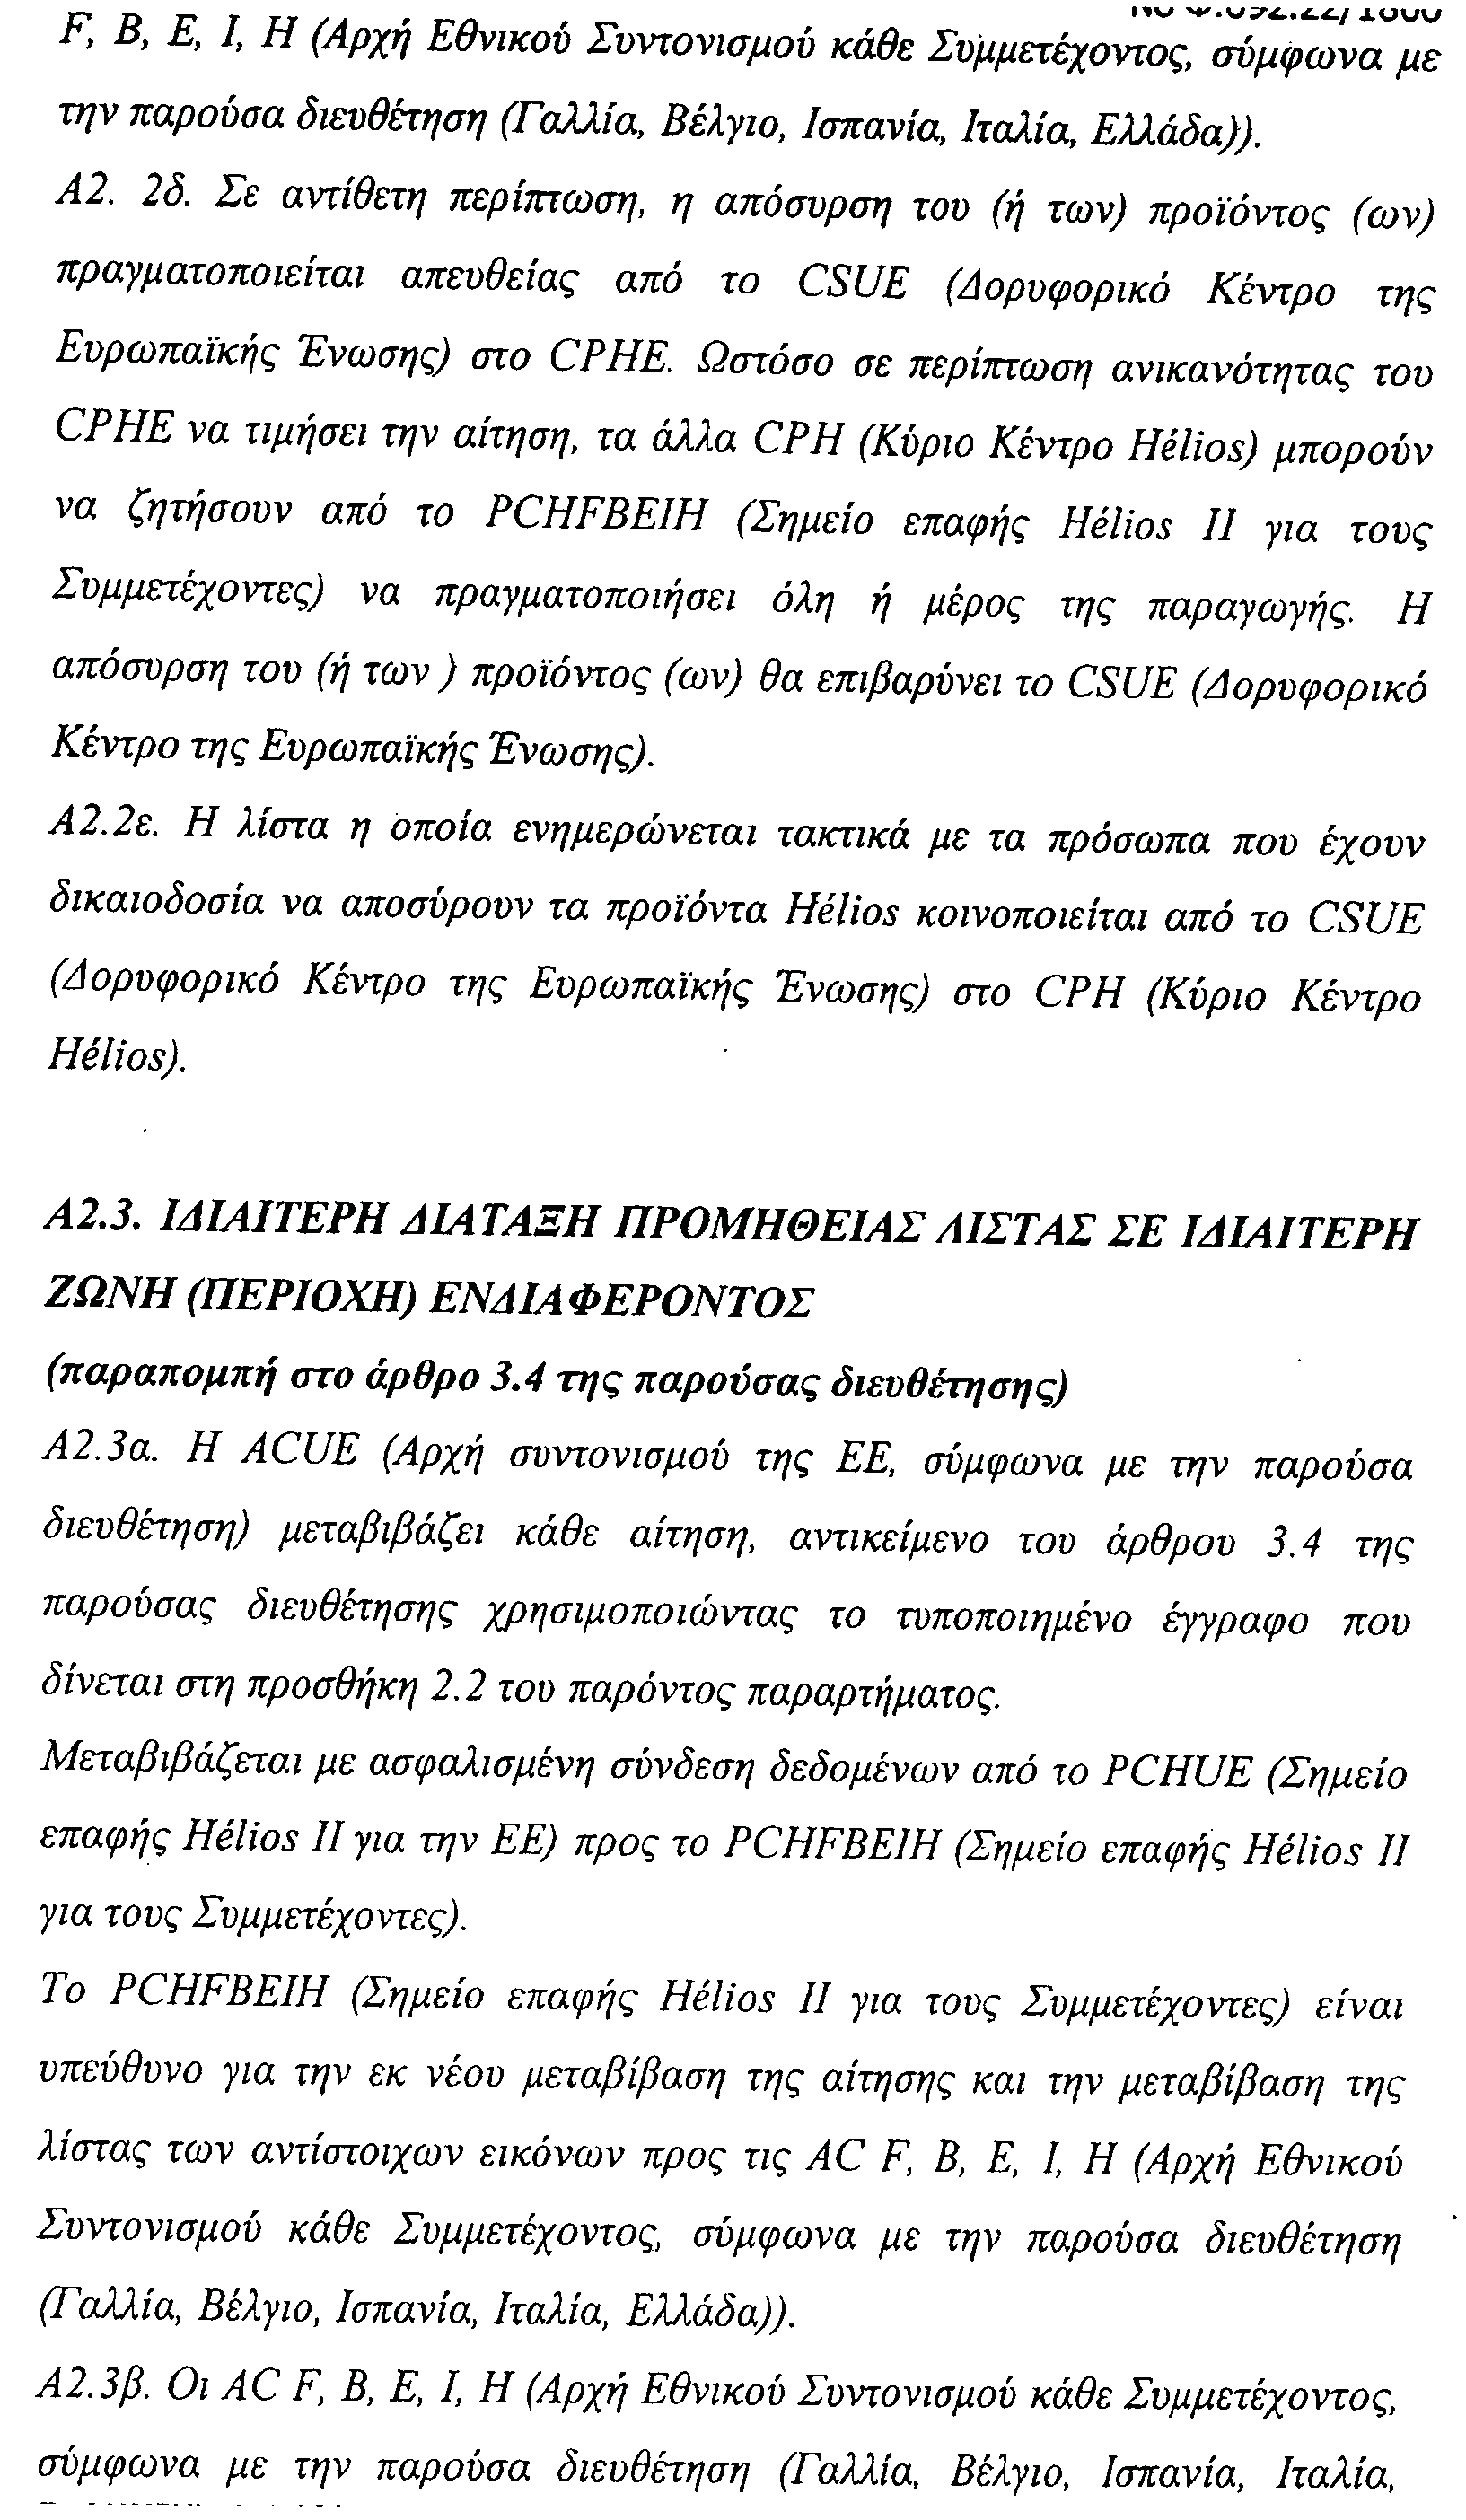 F, B, E, I, H (Αρχή Εθνικού Συντονισμού κάθε Συμμετέχοντος, σύμφωνα με
την παρούσα διευθέτηση (Γαλλία, Βέλγιο, Ισπανία, Ιταλία, Ελλάδα)).
Α2. 2δ. Σε αντίθετη περίπτωση, η απόσυρση του (ή των) προϊόντος (ων)
πραγματοποιείται απευθείας από το CSUE (Δορυφορικό Κέντρο της
Ευρωπαϊκής Ένωσης) στο CPHE. Ωστόσο σε περίπτωση ανικανότητας του
CPHE να τιμήσει την αίτηση, τα άλλα CPH (Κύριο Κέντρο Hélios) μπορούν
να ζητήσουν από το PCHFBEIH (Σημείο επαφής Hélios II για τους
Συμμετέχοντες) να πραγματοποιήσει όλη ή μέρος της παραγωγής. Η
απόσυρση του (ή των ) προϊόντος (ων) θα επιβαρύνει το CSUE (Δορυφορικό
Κέντρο της Ευρωπαϊκής Ένωσης).
Α2.2ε. Η λίστα η οποία ενημερώνεται τακτικά με τα πρόσωπα που έχουν
δικαιοδοσία να αποσύρουν τα προϊόντα Hélios κοινοποιείται από το CSUE
(Δορυφορικό Κέντρο της Ευρωπαϊκής Ένωσης) στο CPH (Κύριο Κέντρο
Hélios).
Α2.3. ΙΔΙΑΙΤΕΡΗ ΔΙΑΤΑΞΗ ΠΡΟΜΗΘΕΙΑΣ ΛΙΣΤΑΣ ΣΕ ΙΔΙΑΙΤΕΡΗ
ΖΩΝΗ (ΠΕΡΙΟΧΗ) ΕΝΔΙΑΦΕΡΟΝΤΟΣ
(παραπομπή στο άρθρο 3.4 της παρούσας διευθέτησης)
Α2.3α. Η ACUE (Αρχή συντονισμού της ΕΕ, σύμφωνα με την παρούσα
διευθέτηση) μεταβιβάζει κάθε αίτηση, αντικείμενο του άρθρου 3.4 της
παρούσας διευθέτησης χρησιμοποιώντας το τυποποιημένο έγγραφο που
δίνεται στη προσθήκη 2.2 του παρόντος παραρτήματος.
Μεταβιβάζεται με ασφαλισμένη σύνδεση δεδομένων από το PCHUE (Σημείο
επαφής Hélios II για την ΕΕ) προς το PCHFBEIH (Σημείο επαφής Hélios II
για τους Συμμετέχοντες).
Το PCHFBEIH (Σημείο επαφής Hélios II για τους Συμμετέχοντες) είναι
υπεύθυνο για την εκ νέου μεταβίβαση της αίτησης και την μεταβίβαση της
λίστας των αντίστοιχων εικόνων προς τις AC F, B, E, I, H (Αρχή Εθνικού
Συντονισμού κάθε Συμμετέχοντος, σύμφωνα με την παρούσα διευθέτηση
(Γαλλία, Βέλγιο, Ισπανία, Ιταλία, Ελλάδα)).
Α2.3β. Οι AC F, B, E, I, H (Αρχή Εθνικού Συντονισμού κάθε Συμμετέχοντος,
σύμφωνα με την παρούσα διευθέτηση (Γαλλία, Βέλγιο, Ισπανία, Ιταλία,